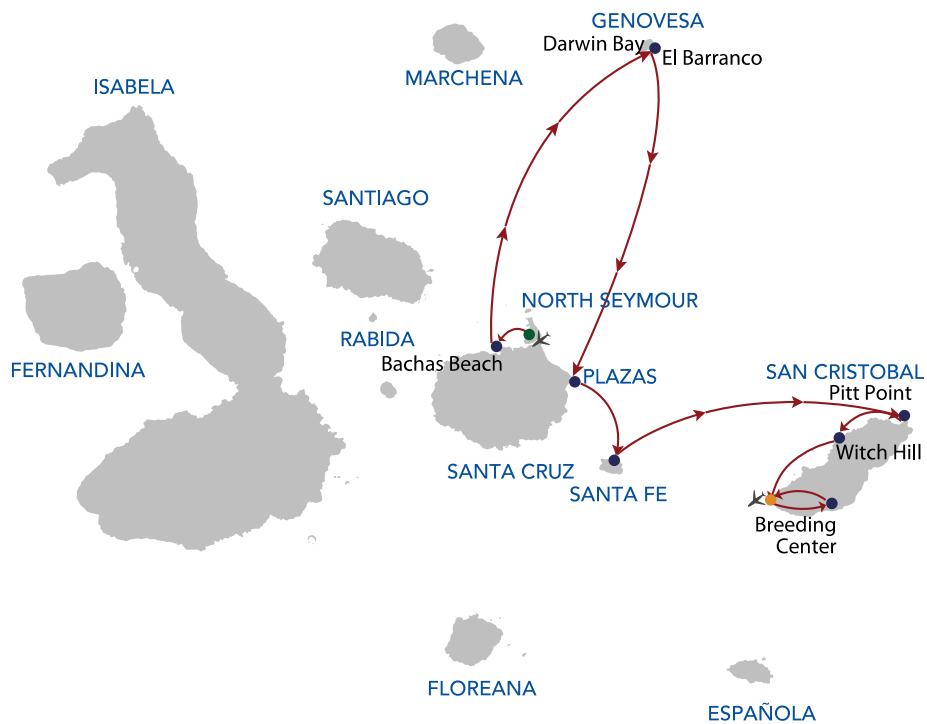 GENOVESA
Darwin Bay
El Barranco
MARCHENA
ISABELA
SANTIAGO
NORTH SEYMOUR
RABIDA
FERNANDINA
Bachas Beach
PLAZAS
SAN CRISTOBAL
Pitt Point
Witch Hill
SANTA CRUZ
SANTA FE
Breeding
Center
FLOREANA
ESPAÑOLA